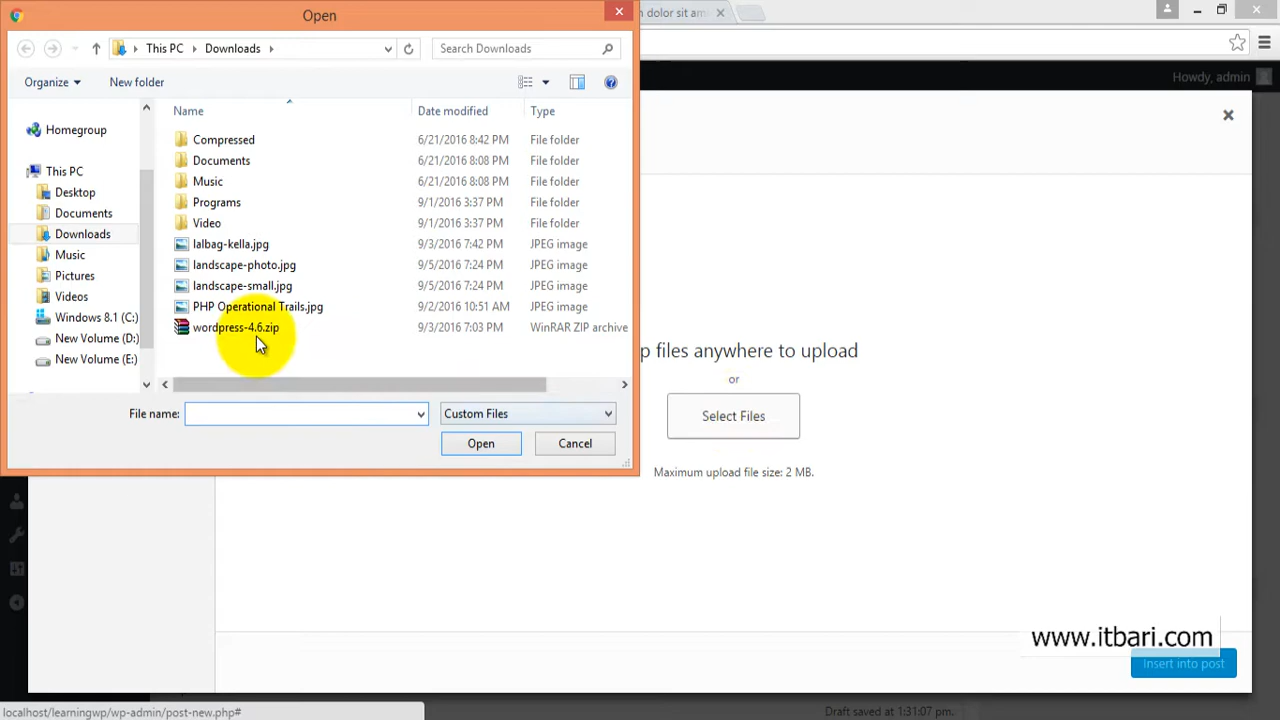 Open
m dolor sit am
This PC
Downloads
Search Downloads
Howdy, admin
Organize
New folder
Name
Date modified
Type
Homegroup
This PC
Desktop
Documents
Downloads
Music
Pictures
Videos
Windows 8.1 (C:)
New Volume (D:)
New Volume (E:)
Compressed 6/21/2016 8:42 PM File folder
Documents 6/21/2016 8:08 PM File folder
Music 6/21/2016 8:08 PM File folder
Programs 9/1/2016 3:37 PM File folder
Video 9/1/2016 3:37 PM File folder
lalbag-kella.jpg 9/3/2016 7:42 PM JPEG image
landscape-photo.jpg 9/5/2016 7:24 PM JPEG image
landscape-small.jpg 9/5/2016 7:24 PM JPEG image
PHP Operational Trails.jpg 9/2/2016 10:51 AM JPEG image
wordpress-4.6.zip 9/3/2016 7:03 PM WinRAR ZIP archive
File name:
Custom Files
Open
Cancel
p files anywhere to upload
or
Select Files
Maximum upload file size: 2 MB.
www.itbari.com
Insert into post
localhost/learningwp/wp-admin/post-new.php#
Draft saved at 1:31:07 pm.